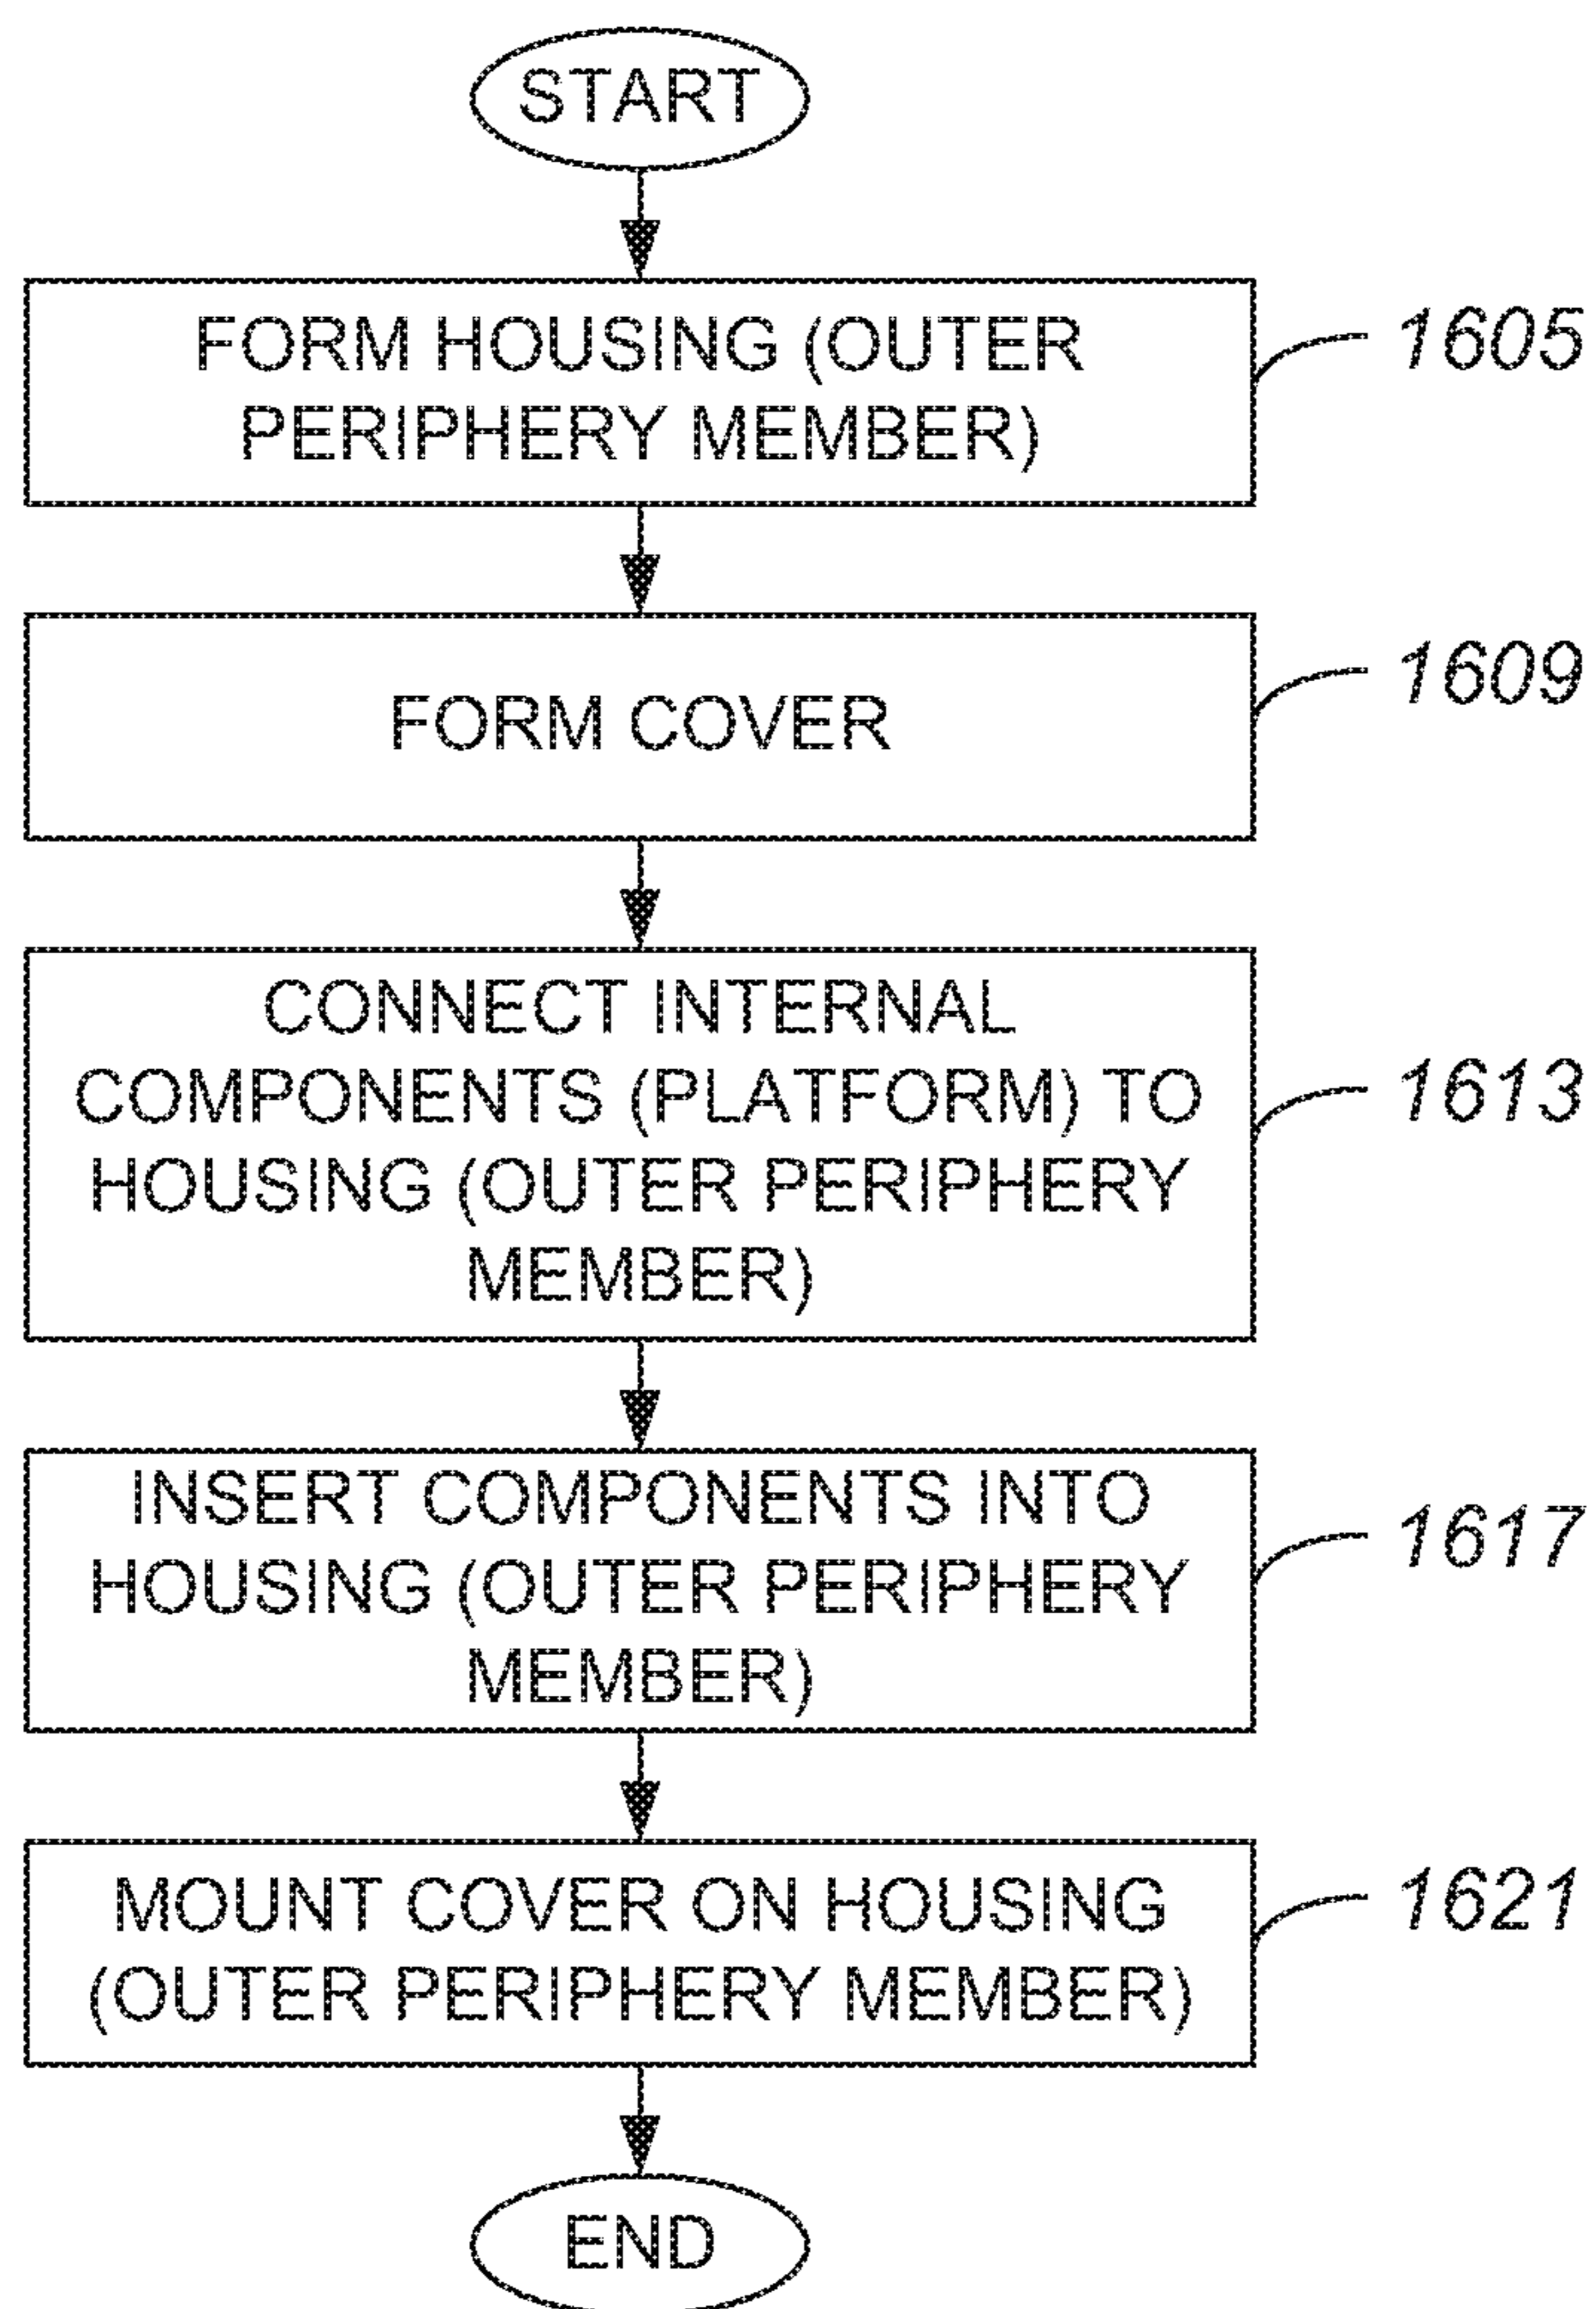 START
FORM HOUSING (OUTER
PERIPHERY MEMBER)
1605
FORM COVER
1609
CONNECT INTERNAL
COMPONENTS (PLATFORM) TO
HOUSING (OUTER PERIPHERY
MEMBER)
1613
INSERT COMPONENTS INTO
HOUSING (OUTER PERIPHERY
MEMBER)
1617
MOUNT COVER ON HOUSING
(OUTER PERIPHERY MEMBER)
1621
END